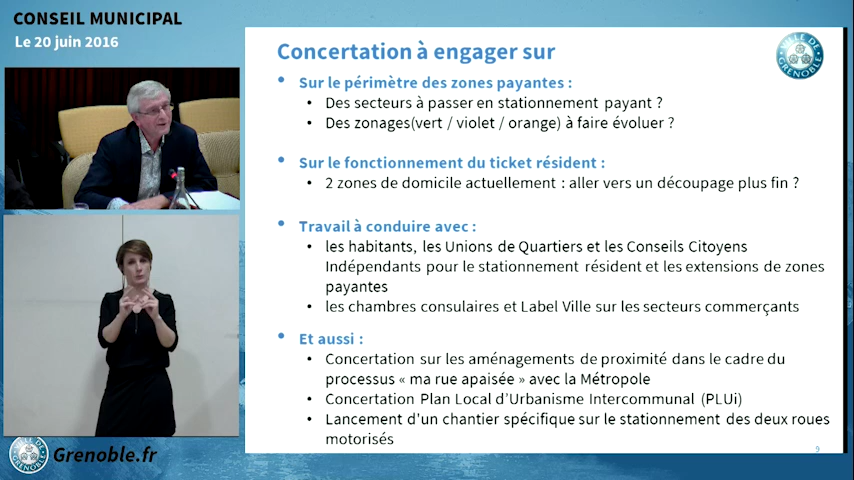 CONSEIL MUNICIPAL
Le 20 juin 2016
Concertation à engager sur
VILLE DE GRENOBLE
• Sur le périmètre des zones payantes :
• Des secteurs à passer en stationnement payant ?
• Des zonages(vert / violet / orange) à faire évoluer ?
• Sur le fonctionnement du ticket résident :
• 2 zones de domicile actuellement : aller vers un découpage plus fin ?
• Travail à conduire avec :
• les habitants, les Unions de Quartiers et les Conseils Citoyens
Indépendants pour le stationnement résident et les extensions de zones
payantes
• les chambres consulaires et Label Ville sur les secteurs commerçants
• Et aussi :
• Concertation sur les aménagements de proximité dans le cadre du
processus « ma rue apaisée » avec la Métropole
• Concertation Plan Local d'Urbanisme Intercommunal (PLUi)
• Lancement d'un chantier spécifique sur le stationnement des deux roues
motorisés
9
VILLE DE GRENOBLE
Grenoble.fr